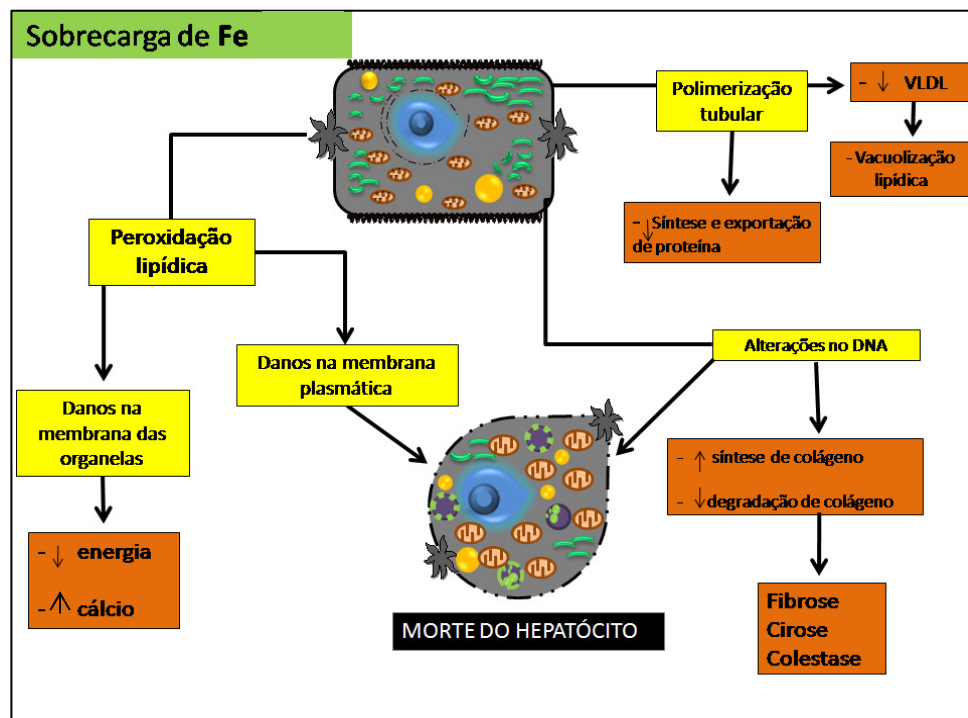 Sobrecarga de Fe
Polimerização
tubular
- ↓ VLDL
-Vacuolização
lipídica
-↓Síntese e exportação
de proteína
Peroxidação
lipídica
Danos na membrana
plasmática
Alterações no DNA
Danos na
membrana das
organelas
- ↑ síntese de colágeno
- ↓degradação de colágeno
- ↓ energia
-↑ cálcio
MORTE DO HEPATÓCITO
Fibrose
Cirose
Colestase